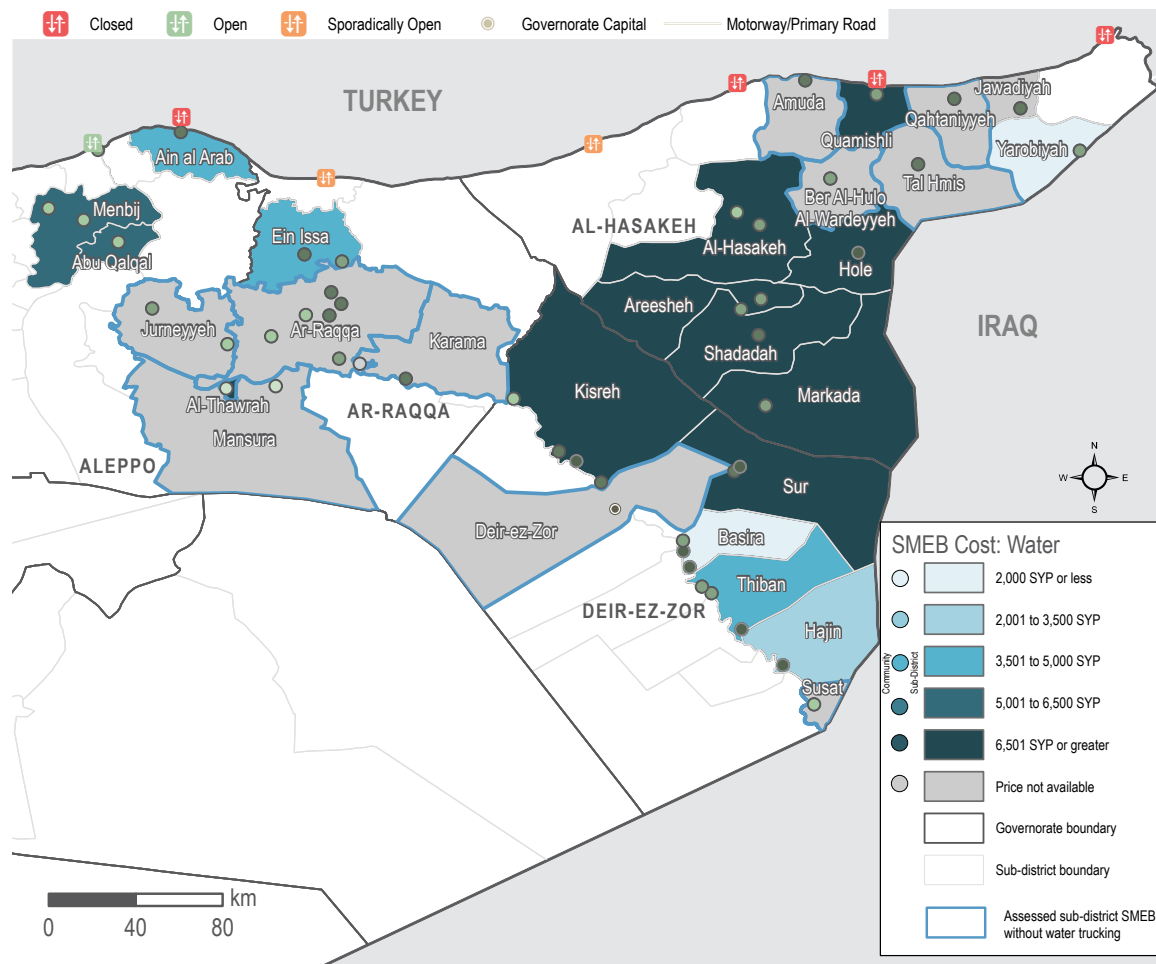 Closed
Open
Sporadically Open
Governorate Capital
Motorway/Primary Road
TURKEY
Amuda
Jawadiyah
Qahtaniyyeh
Quamishli
Yarobiyah
Ain al Arab
Tal Hmis
Ber Al-Hulo
Al-Wardeyyeh
Menbij
Abu Qalqal
Ein Issa
AL-HASAKEH
Al-Hasakeh
Hole
Areesheh
IRAQ
Jurneyyeh
Ar-Raqqa
Karama
Shadadah
Kisreh
Markada
Al-Thawrah
AR-RAQQA
Mansura
ALEPPO
Sur
Deir-ez-Zor
Basira
Thiban
DEIR-EZ-ZOR
Hajin
Susat
N
W
E
S
SMEB Cost: Water
2,000 SYP or less
2,001 to 3,500 SYP
Community
Sub-District
3,501 to 5,000 SYP
5,001 to 6,500 SYP
6,501 SYP or greater
Price not available
Governorate boundary
Sub-district boundary
Assessed sub-district SMEB
without water trucking
km
0 40 80